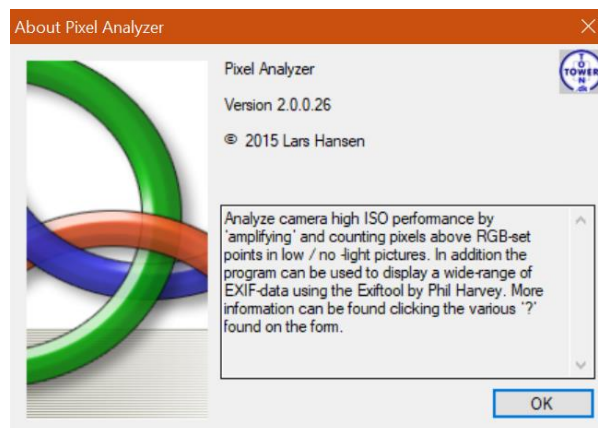 About Pixel Analyzer
Pixel Analyzer
TOWER
TON
.dk
Version 2.0.0.26
© 2015 Lars Hansen
Analyze camera high ISO performance by
'amplifying' and counting pixels above RGB-set
points in low / no -light pictures. In addition the
program can be used to display a wide-range of
EXIF-data using the Exiftool by Phil Harvey. More
information can be found clicking the various '?'
found on the form.
OK